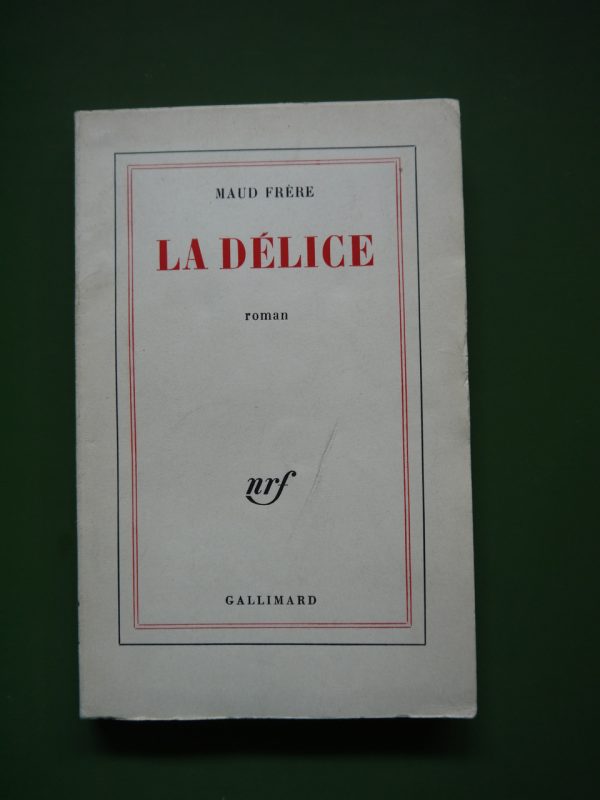 MAUD FRÈRE
LA DÉLICE
roman
nrf
GALLIMARD